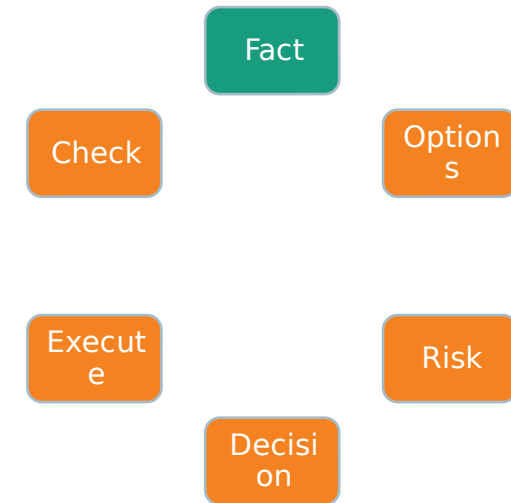 Fact
Option
s
Risk
Decisi
on
Execut
e
Check